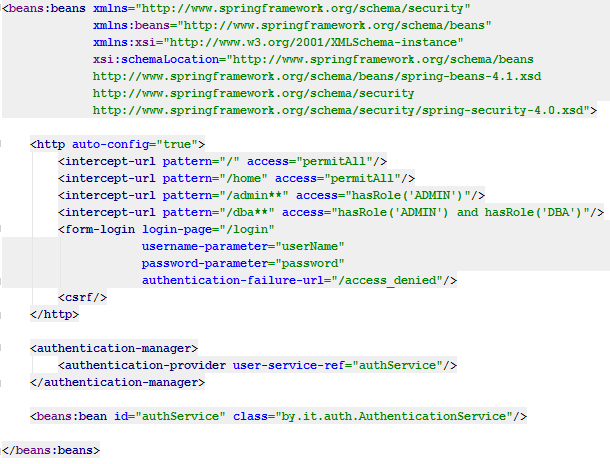 <beans:beans xmlns="http://www.springframework.org/schema/security"
xmlns:beans="http://www.springframework.org/schema/beans"
xmlns:xsi="http://www.w3.org/2001/XMLSchema-instance"
xsi:schemaLocation="http://www.springframework.org/schema/beans
http://www.springframework.org/schema/beans/spring-beans-4.1.xsd
http://www.springframework.org/schema/security
http://www.springframework.org/schema/security/spring-security-4.0.xsd">
<http auto-config="true">
<intercept-url pattern="/" access="permitAll"/>
<intercept-url pattern="/home" access="permitAll"/>
<intercept-url pattern="/admin**" access="hasRole('ADMIN')"/>
<intercept-url pattern="/dba**" access="hasRole('ADMIN') and hasRole('DBA')"/>
<form-login login-page="/login"
username-parameter="userName"
password-parameter="password"
authentication-failure-url="/access_denied"/>
<csrf/>
</http>
<authentication-manager>
<authentication-provider user-service-ref="authService"/>
</authentication-manager>
<beans:bean id="authService" class="by.it.auth.AuthenticationService"/>
</beans:beans>